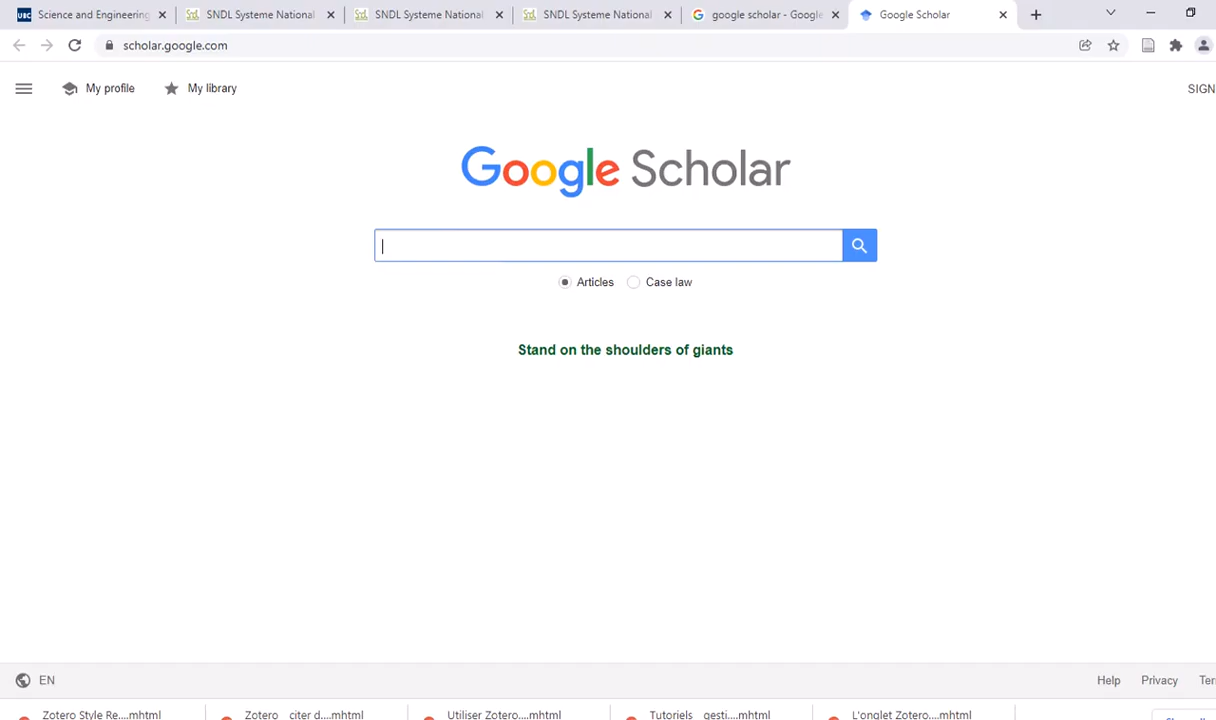 Science and Engineering
SNDL Systeme National
SNDL Systeme National
SNDL Systeme National
google scholar - Google
Google Scholar
scholar.google.com
My profile
My library
SIGN
Google Scholar
Articles
Case law
Stand on the shoulders of giants
EN
Help
Privacy
Ter
Zotero Style Re....mhtml
Zotero _ citer d....mhtml
Utiliser Zotero....mhtml
Tutoriels _ gesti....mhtml
L'onglet Zotero....mhtml